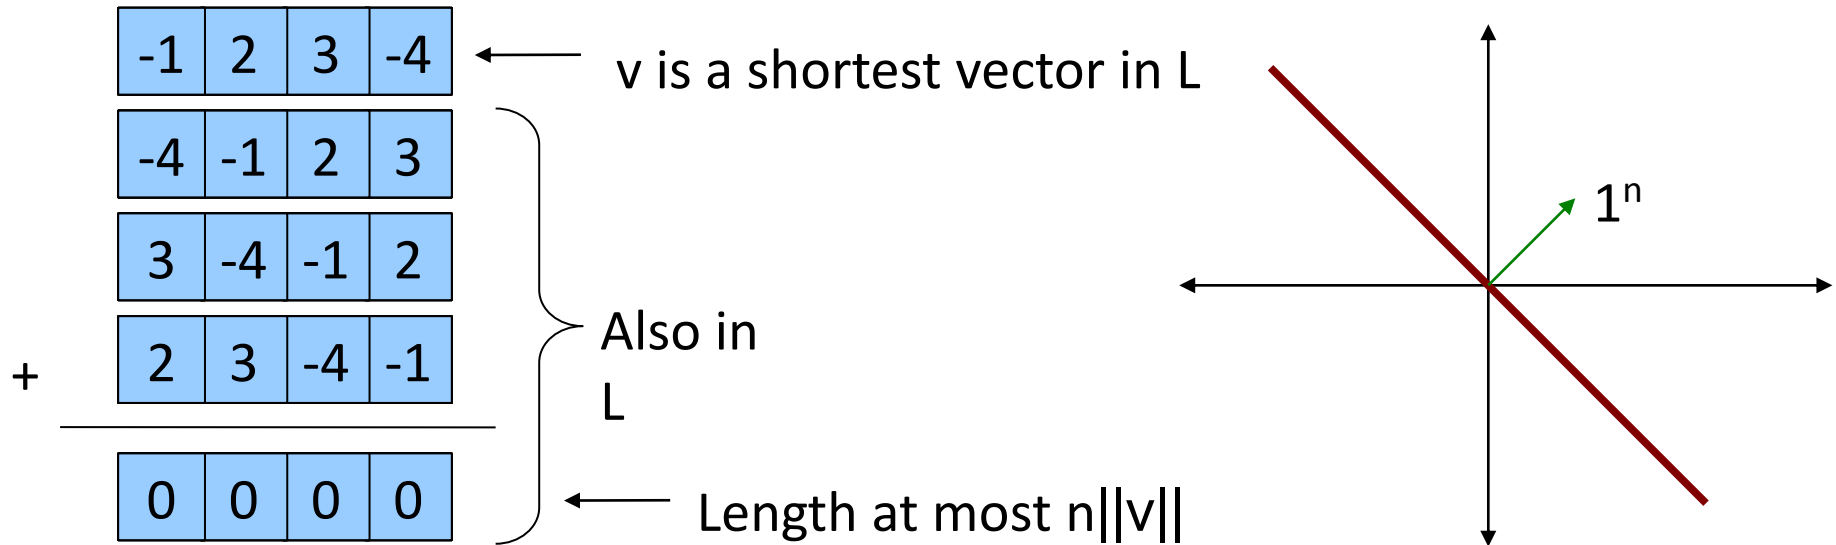 -1 2 3 -4
v is a shortest vector in L
-4 -1 2 3
3 -4 -1 2
1ⁿ
Also in
L
+ 2 3 -4 -1
0 0 0 0
Length at most n||v||